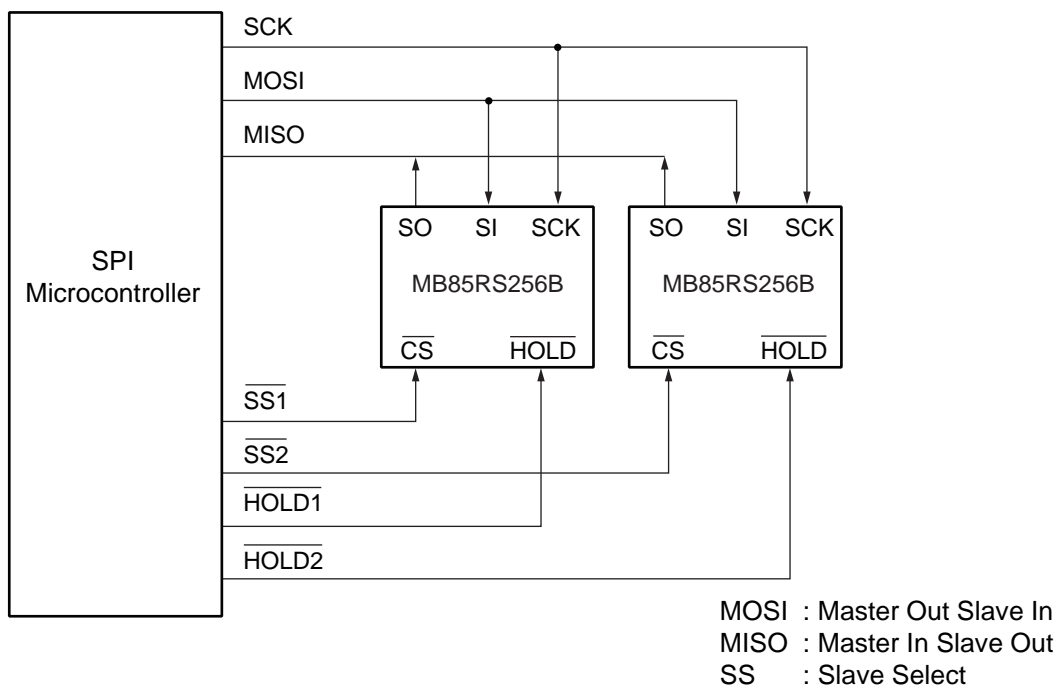 SCK
MOSI
MISO
SO SI SCK
MB85RS256B
CS HOLD
SO SI SCK
MB85RS256B
CS HOLD
SPI
Microcontroller
SS1
SS2
HOLD1
HOLD2
MOSI : Master Out Slave In
MISO : Master In Slave Out
SS : Slave Select